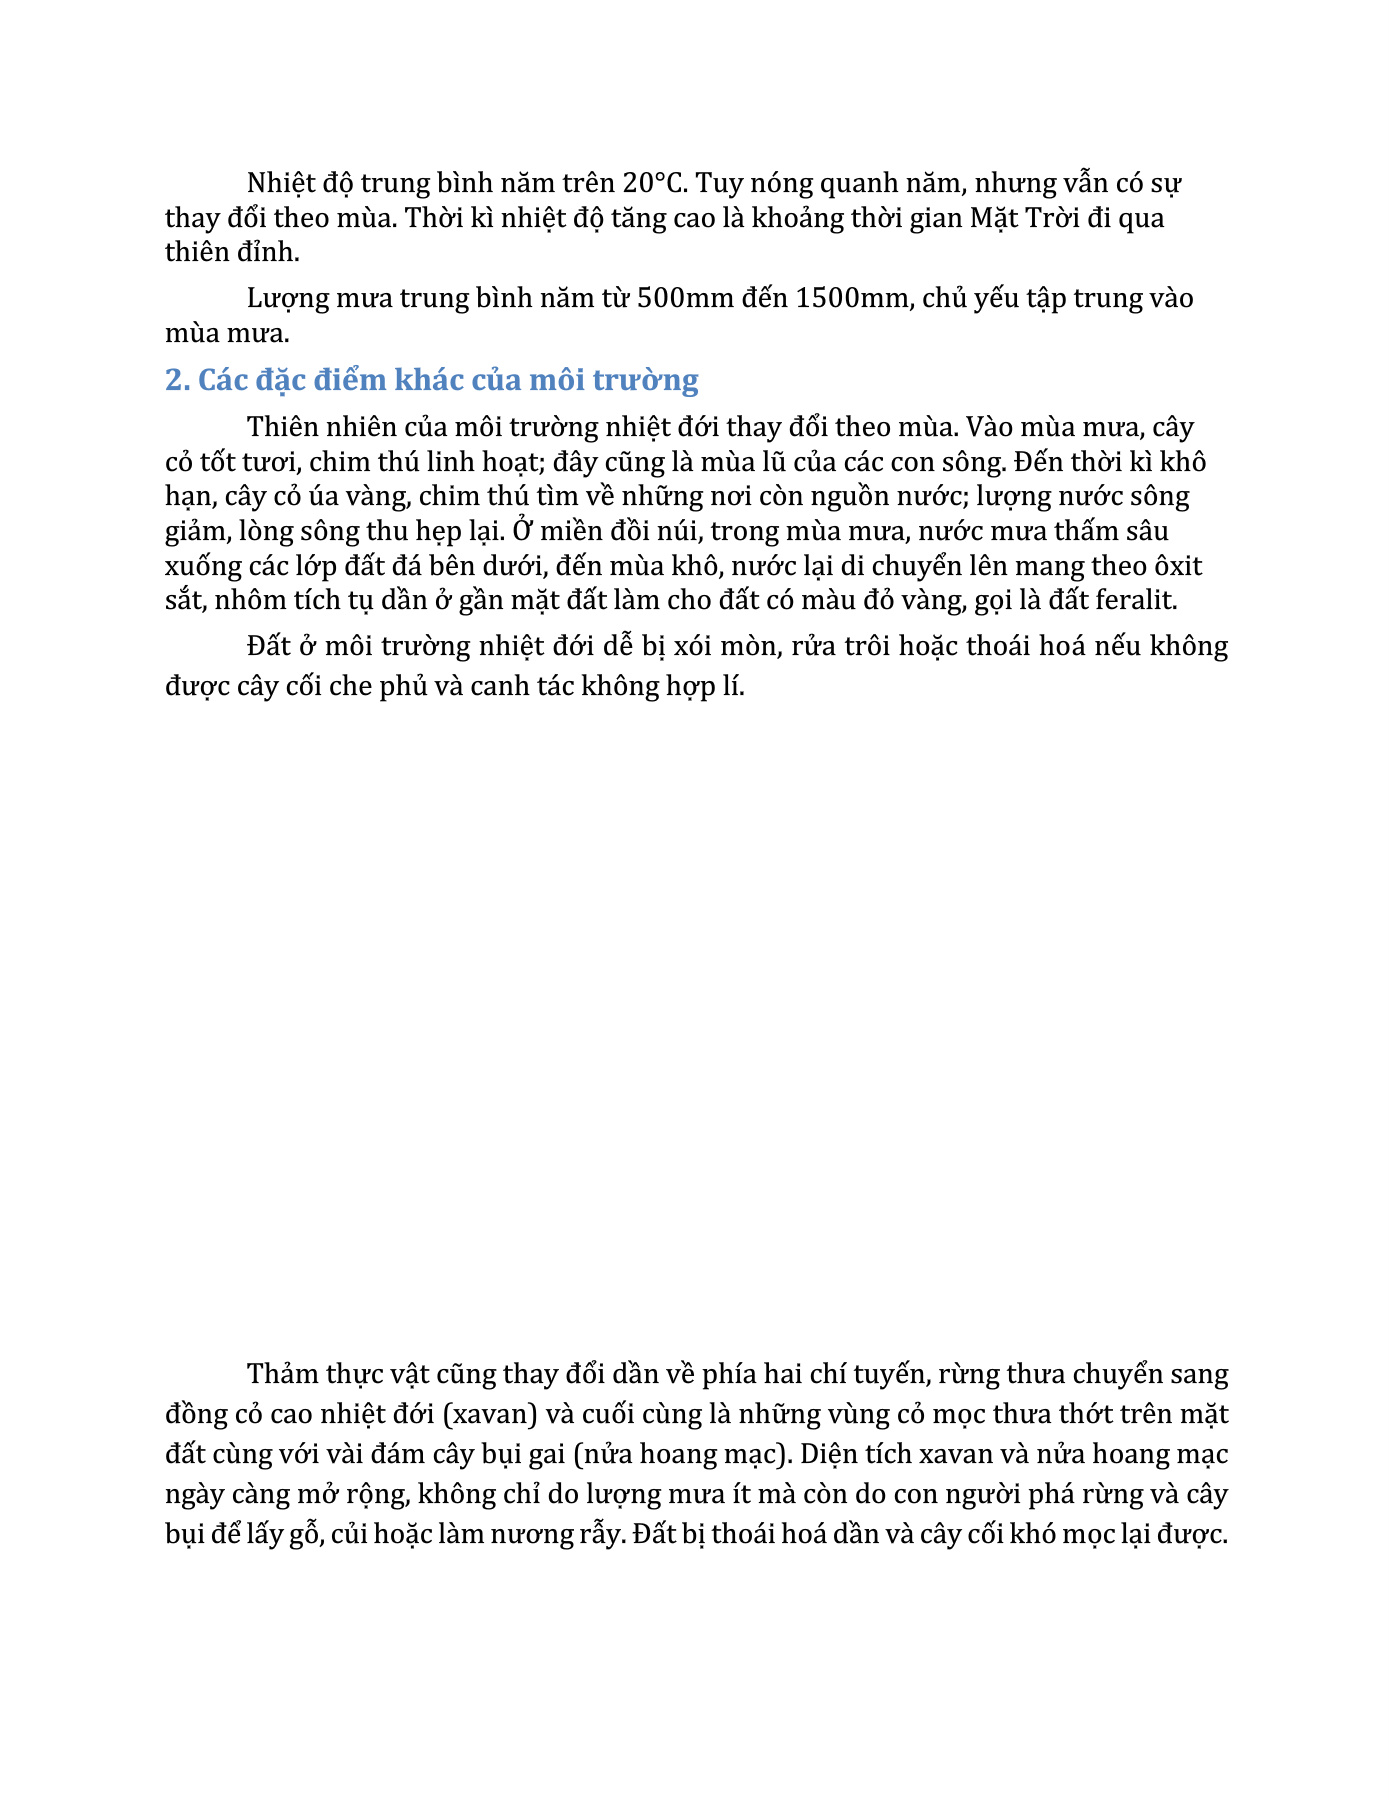 Nhiệt độ trung bình năm trên 20°C. Tuy nóng quanh năm, nhưng vẫn có sự
thay đổi theo mùa. Thời kì nhiệt độ tăng cao là khoảng thời gian Mặt Trời đi qua
thiên đỉnh.
Lượng mưa trung bình năm từ 500mm đến 1500mm, chủ yếu tập trung vào
mùa mưa.
2. Các đặc điểm khác của môi trường
Thiên nhiên của môi trường nhiệt đới thay đổi theo mùa. Vào mùa mưa, cây
cỏ tốt tươi, chim thú linh hoạt; đây cũng là mùa lũ của các con sông. Đến thời kì khô
hạn, cây cỏ úa vàng, chim thú tìm về những nơi còn nguồn nước; lượng nước sông
giảm, lòng sông thu hẹp lại. Ở miền đồi núi, trong mùa mưa, nước mưa thấm sâu
xuống các lớp đất đá bên dưới, đến mùa khô, nước lại di chuyển lên mang theo ôxit
sắt, nhôm tích tụ dần ở gần mặt đất làm cho đất có màu đỏ vàng, gọi là đất feralit.
Đất ở môi trường nhiệt đới dễ bị xói mòn, rửa trôi hoặc thoái hoá nếu không
được cây cối che phủ và canh tác không hợp lí.
Thảm thực vật cũng thay đổi dần về phía hai chí tuyến, rừng thưa chuyển sang
đồng cỏ cao nhiệt đới (xavan) và cuối cùng là những vùng cỏ mọc thưa thớt trên mặt
đất cùng với vài đám cây bụi gai (nửa hoang mạc). Diện tích xavan và nửa hoang mạc
ngày càng mở rộng, không chỉ do lượng mưa ít mà còn do con người phá rừng và cây
bụi để lấy gỗ, củi hoặc làm nương rẫy. Đất bị thoái hoá dần và cây cối khó mọc lại được.